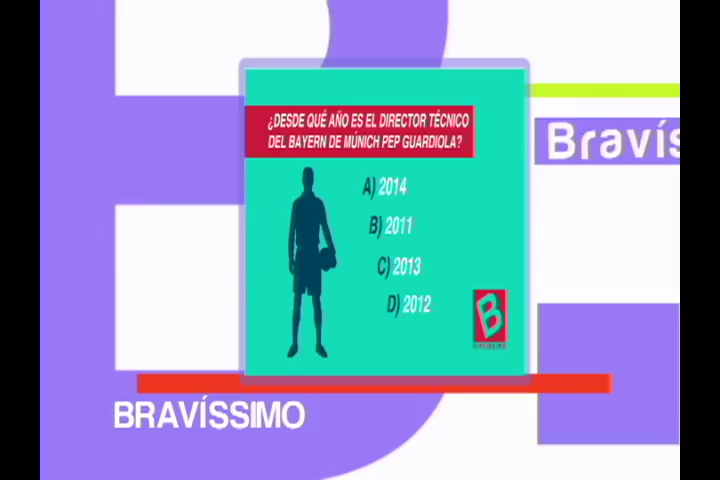 ¿DESDE QUÉ AÑO ES EL DIRECTOR TÉCNICO
DEL BAYERN DE MÚNICH PEP GUARDIOLA?
A) 2014
B) 2011
C) 2013
D) 2012
B
Bravís
BRAVÍSSIMO